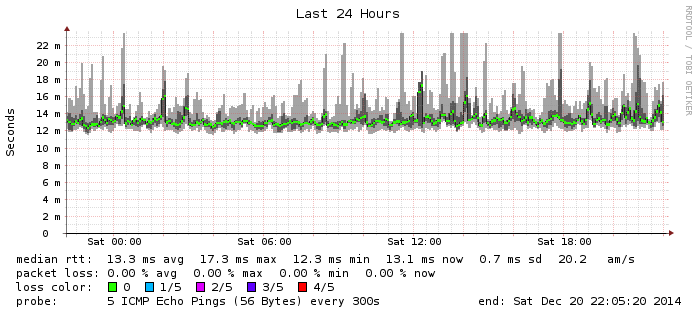 Last 24 Hours
RRDTOOL / TOBI OETIKER
Seconds
22 m
20 m
18 m
16 m
14 m
12 m
10 m
8 m
6 m
4 m
2 m
0
Sat 00:00 Sat 06:00 Sat 12:00 Sat 18:00
median rtt: 13.3 ms avg 17.3 ms max 12.3 ms min 13.1 ms now 0.7 ms sd 20.2 am/s
packet loss: 0.00 % avg 0.00 % max 0.00 % min 0.00 % now
loss color: 0 1/5 2/5 3/5 4/5
probe: 5 ICMP Echo Pings (56 Bytes) every 300s end: Sat Dec 20 22:05:20 2014